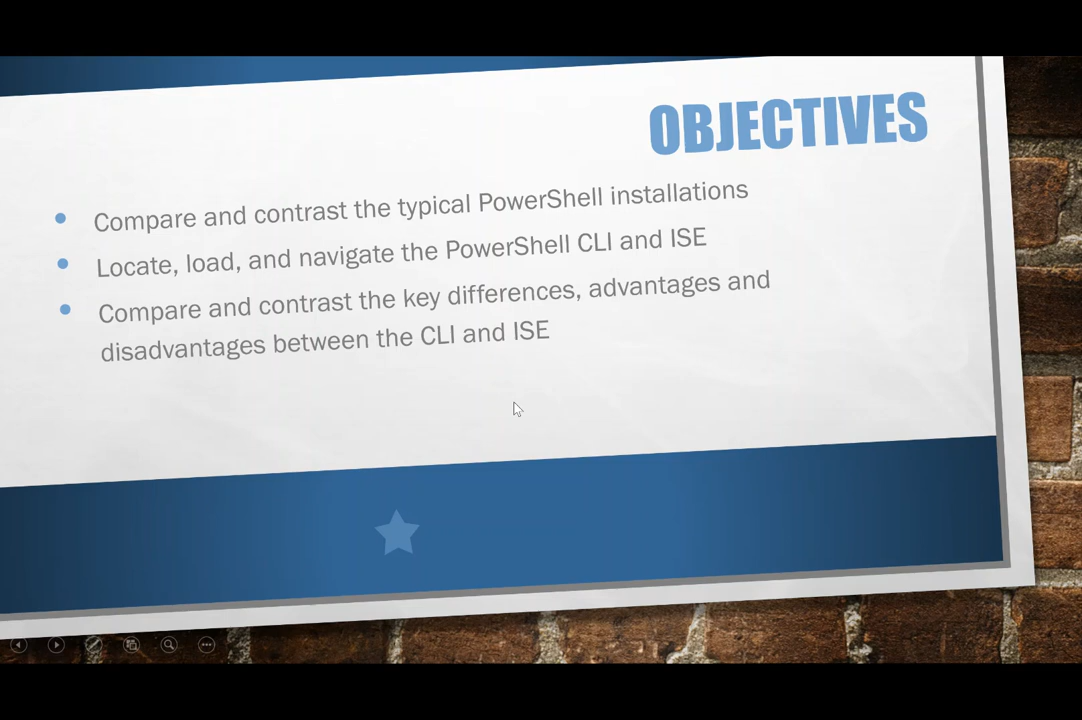 OBJECTIVES
Compare and contrast the typical PowerShell installations
Locate, load, and navigate the PowerShell CLI and ISE
Compare and contrast the key differences, advantages and
disadvantages between the CLI and ISE